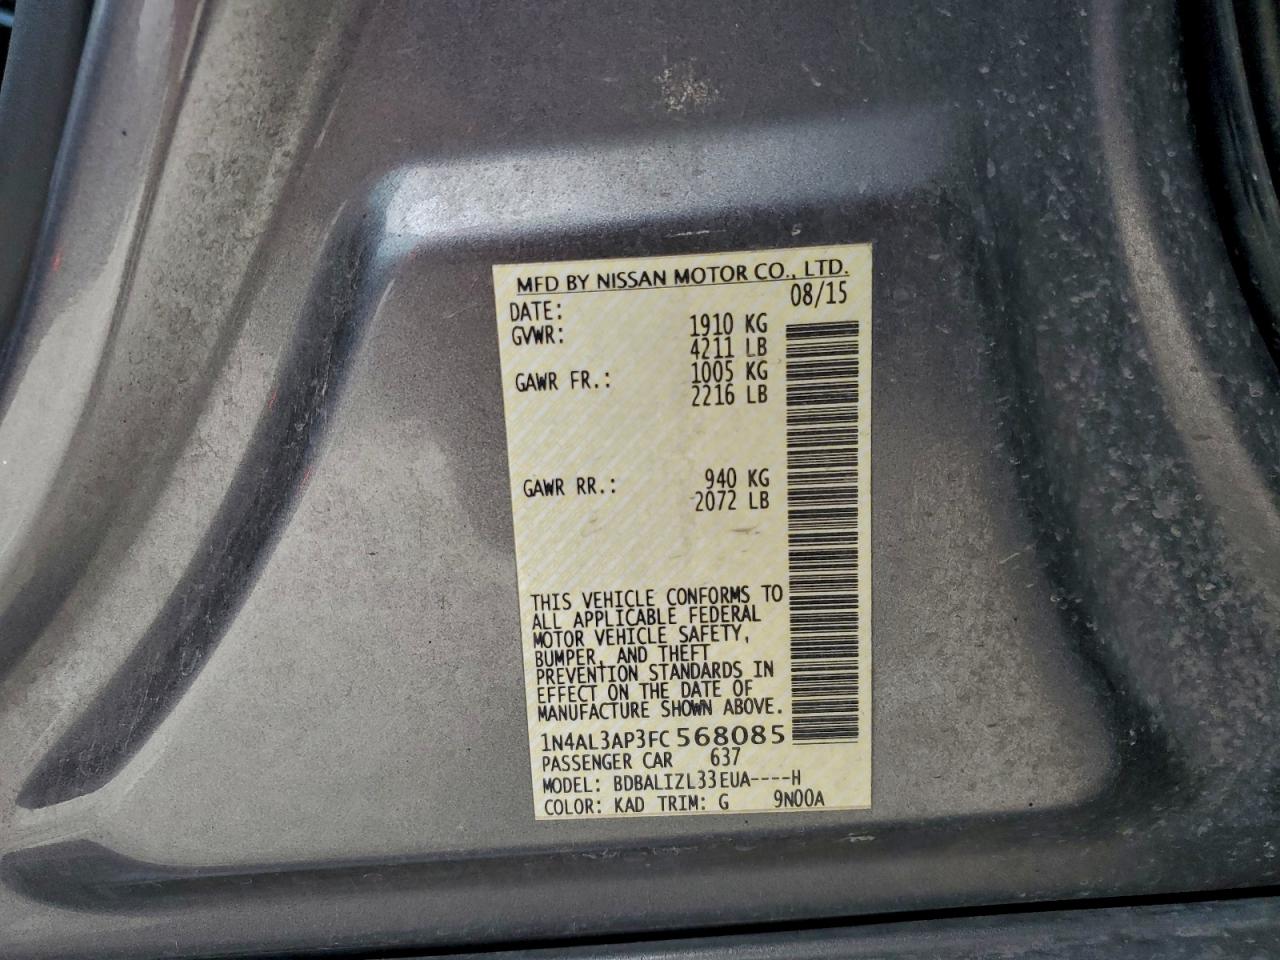 MFD BY NISSAN MOTOR CO., LTD.
DATE: 08/15
GVWR: 1910 KG
4211 LB
GAWR FR.: 1005 KG
2216 LB
GAWR RR.: 940 KG
2072 LB
THIS VEHICLE CONFORMS TO
ALL APPLICABLE FEDERAL
MOTOR VEHICLE SAFETY,
BUMPER, AND THEFT
PREVENTION STANDARDS IN
EFFECT ON THE DATE OF
MANUFACTURE SHOWN ABOVE.
1N4AL3AP3FC568085
PASSENGER CAR 637
MODEL: BDBALIZL33EUA----H
COLOR: KAD TRIM: G 9N00A